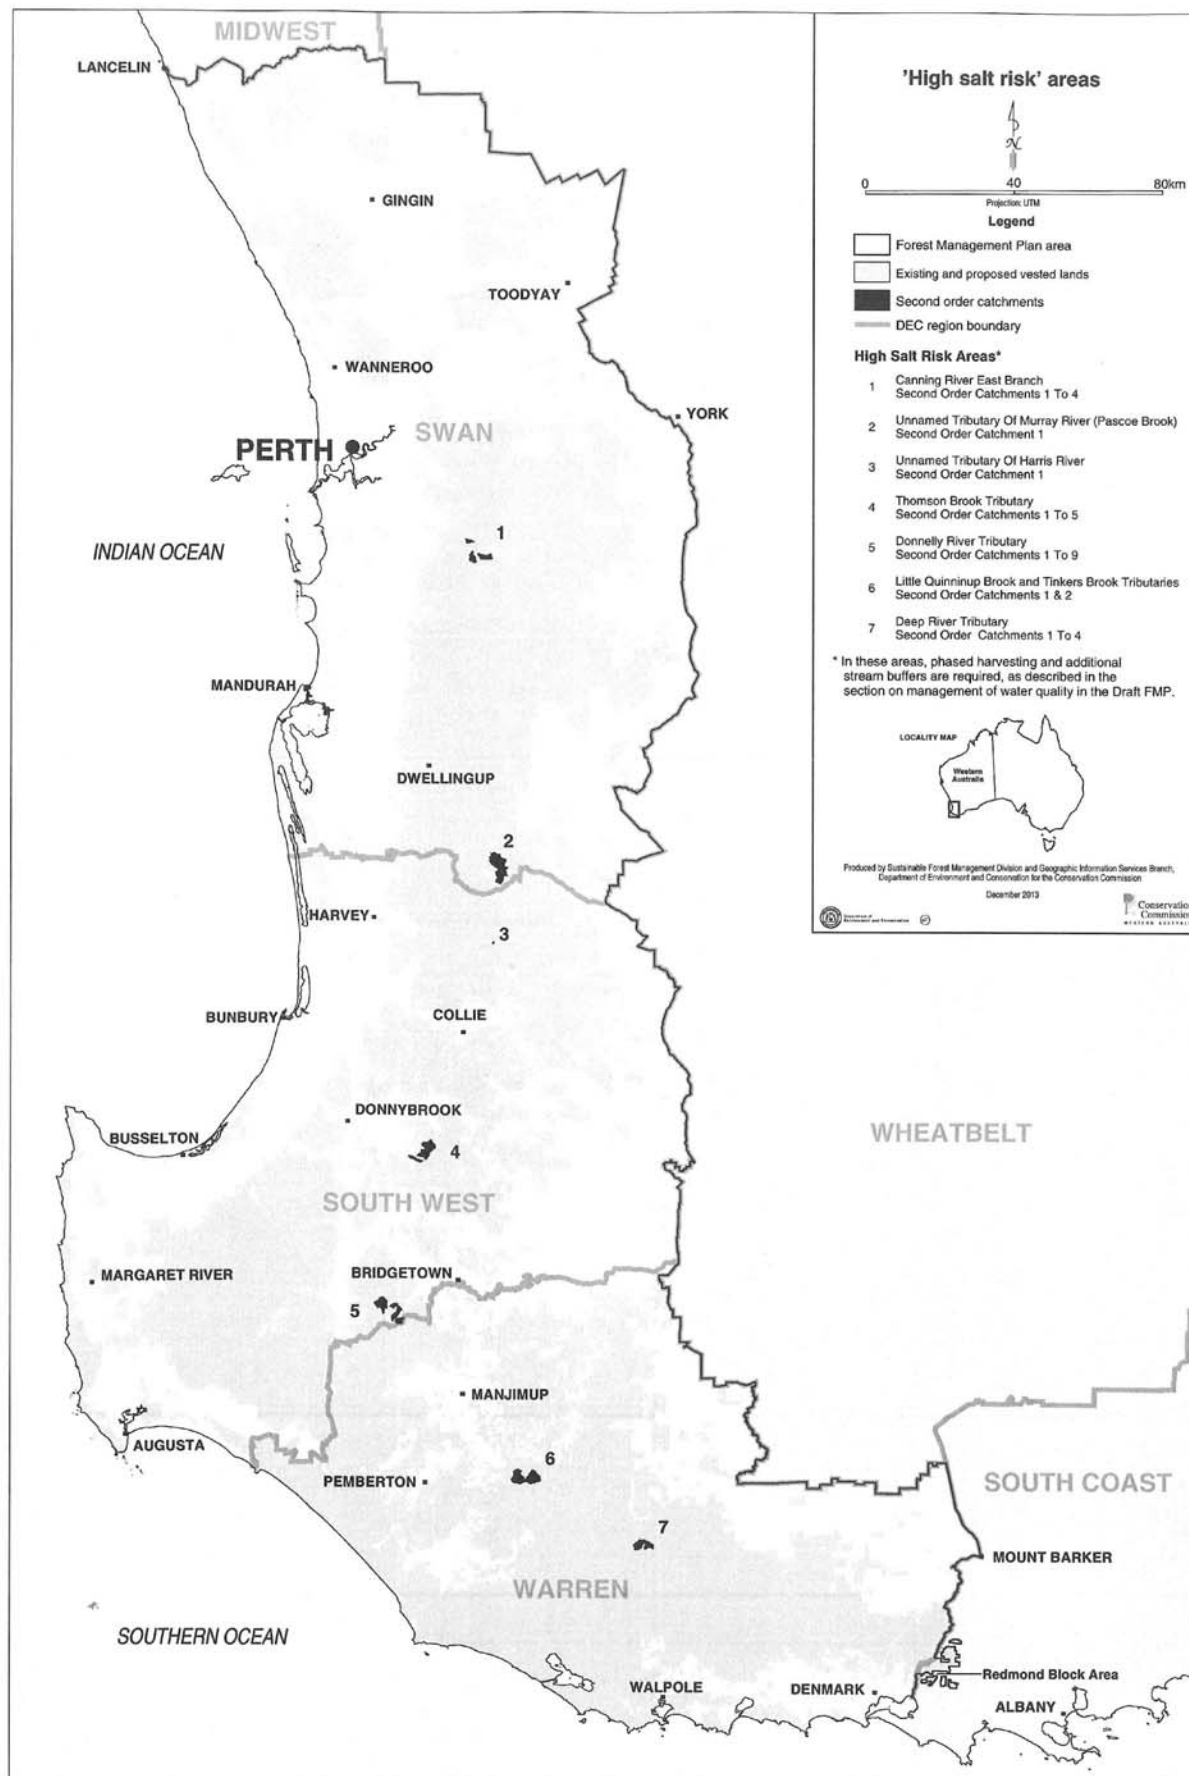 MIDWEST
LANCELIN
GINGIN
TOODYAY
WANNEROO
YORK
SWAN
PERTH
1
INDIAN OCEAN
MANDURAH
DWELLINGUP
2
HARVEY
3
BUNBURY
COLLIE
DONNYBROOK
BUSSELTON
4
WHEATBELT
SOUTH WEST
MARGARET RIVER
BRIDGETOWN
5
MANJIMUP
AUGUSTA
6
PEMBERTON
SOUTH COAST
7
MOUNT BARKER
WARREN
SOUTHERN OCEAN
Redmond Block Area
WALPOLE
DENMARK
ALBANY
'High salt risk' areas
N
0 40 80km
Projection: UTM
Legend
Forest Management Plan area
Existing and proposed vested lands
Second order catchments
DEC region boundary
High Salt Risk Areas*
1 Canning River East Branch
Second Order Catchments 1 To 4
2 Unnamed Tributary Of Murray River (Pascoe Brook)
Second Order Catchment 1
3 Unnamed Tributary Of Harris River
Second Order Catchment 1
4 Thomson Brook Tributary
Second Order Catchments 1 To 5
5 Donnelly River Tributary
Second Order Catchments 1 To 9
6 Little Quinninup Brook and Tinkers Brook Tributaries
Second Order Catchments 1 & 2
7 Deep River Tributary
Second Order Catchments 1 To 4
* In these areas, phased harvesting and additional
stream buffers are required, as described in the
section on management of water quality in the Draft FMP.
LOCALITY MAP
Western
Australia
Produced by Sustainable Forest Management Division and Geographic Information Services Branch,
Department of Environment and Conservation for the Conservation Commission
December 2013
Department of
Environment and Conservation
Conservation
Commission
WESTERN AUSTRALIA